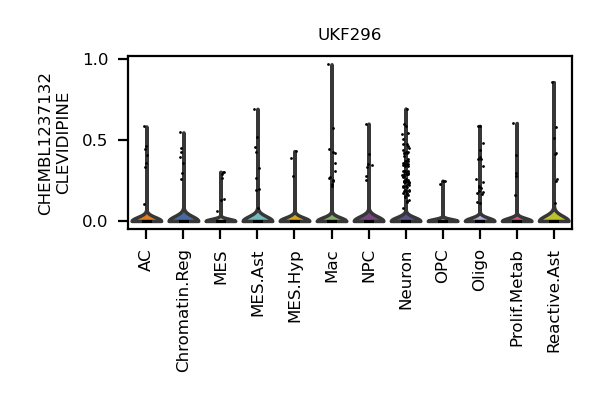 UKF296
CHEMBL1237132
CLEVIDIPINE
1.0
0.5
0.0
AC
Chromatin.Reg
MES
MES.Ast
MES.Hyp
Mac
NPC
Neuron
OPC
Oligo
Prolif.Metab
Reactive.Ast